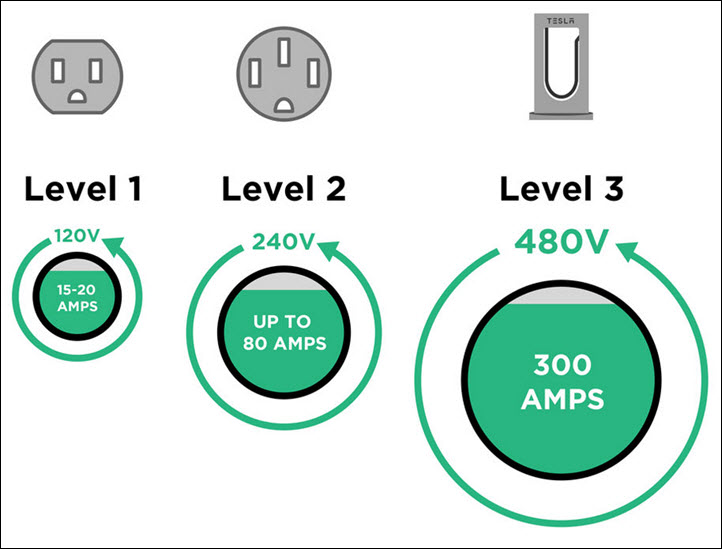 TESLA
Level 1
Level 2
Level 3
120V
240V
480V
15-20
AMPS
UP TO
80 AMPS
300
AMPS